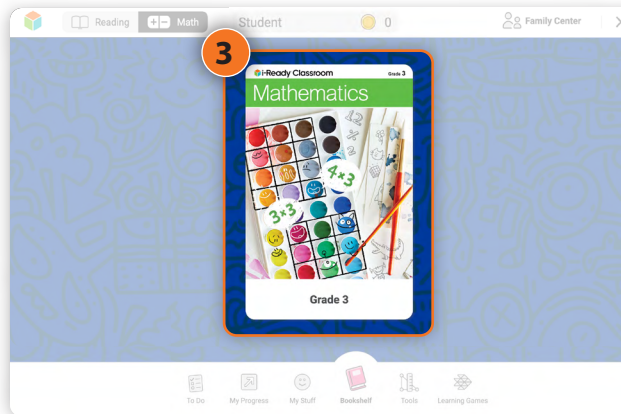 Reading
Math
Student
0
Family Center
3
i-Ready Classroom
Grade 3
Mathematics
4×3
3×3
Grade 3
To Do
My Progress
My Stuff
Bookshelf
Tools
Learning Games